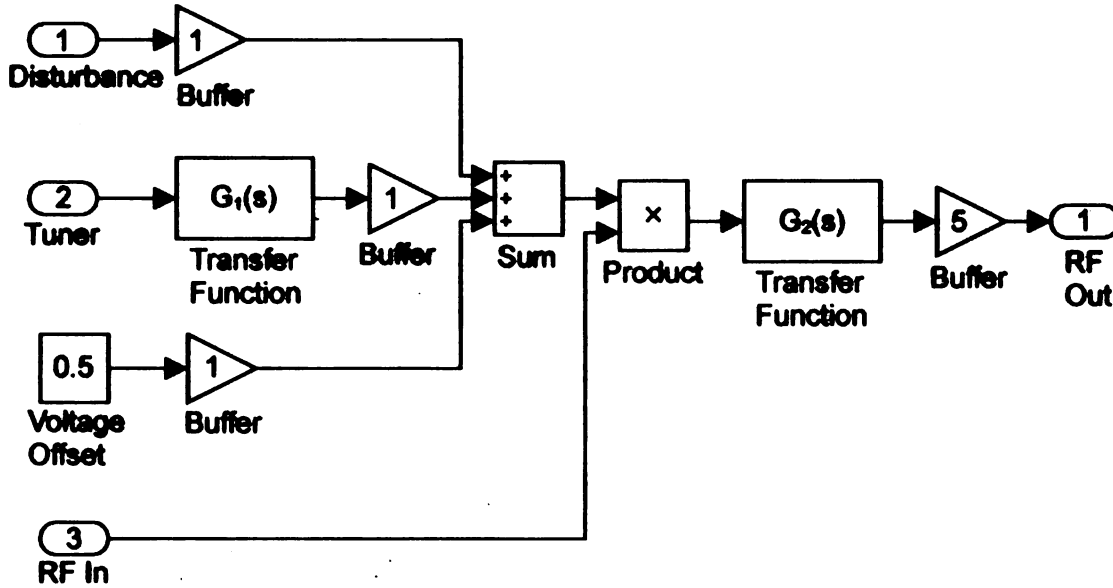 1
Disturbance
1
Buffer
2
Tuner
G₁(s)
Transfer
Function
1
Buffer
+
+
+
Sum
×
Product
G₂(s)
Transfer
Function
5
Buffer
1
RF
Out
0.5
Voltage
Offset
1
Buffer
3
RF In